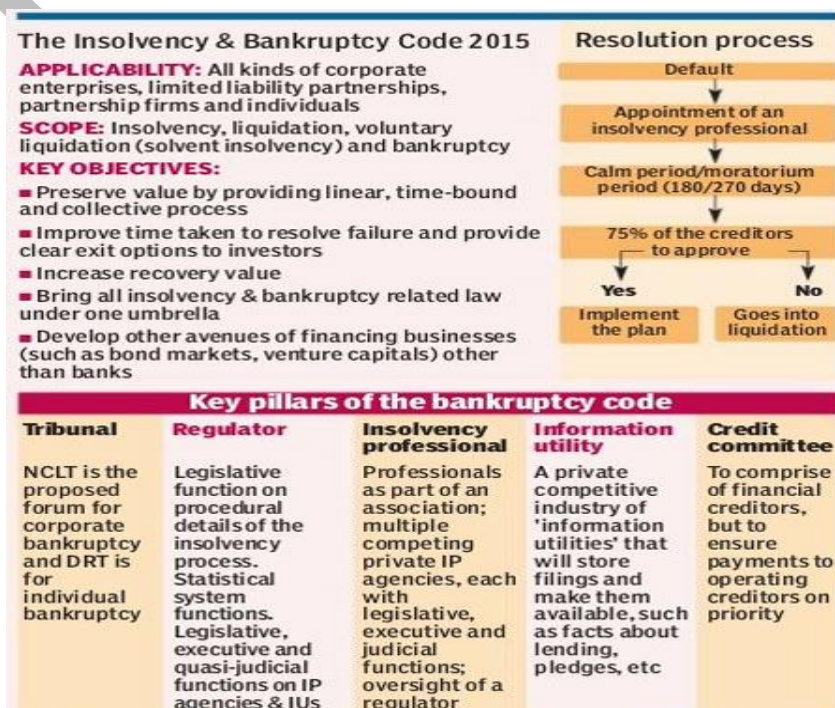 The Insolvency & Bankruptcy Code 2015
APPLICABILITY: All kinds of corporate
enterprises, limited liability partnerships,
partnership firms and individuals
SCOPE: Insolvency, liquidation, voluntary
liquidation (solvent insolvency) and bankruptcy
KEY OBJECTIVES:
■ Preserve value by providing linear, time-bound
and collective process
■ Improve time taken to resolve failure and provide
clear exit options to investors
■ Increase recovery value
■ Bring all insolvency & bankruptcy related law
under one umbrella
■ Develop other avenues of financing businesses
(such as bond markets, venture capitals) other
than banks
Resolution process
Default
Appointment of an
insolvency professional
Calm period/moratorium
period (180/270 days)
75% of the creditors
to approve
Yes
No
Implement
the plan
Goes into
liquidation
Key pillars of the bankruptcy code
Tribunal
NCLT is the
proposed
forum for
corporate
bankruptcy
and DRT is
for
individual
bankruptcy
Regulator
Legislative
function on
procedural
details of the
insolvency
process.
Statistical
system
functions.
Legislative,
executive and
quasi-judicial
functions on IP
agencies & IUs
Insolvency
professional
Professionals
as part of an
association;
multiple
competing
private IP
agencies, each
with
legislative,
executive and
judicial
functions;
oversight of a
regulator
Information
utility
A private
competitive
industry of
'information
utilities' that
will store
filings and
make them
available, such
as facts about
lending,
pledges, etc
Credit
committee
To comprise
of financial
creditors,
but to
ensure
payments to
operating
creditors on
priority